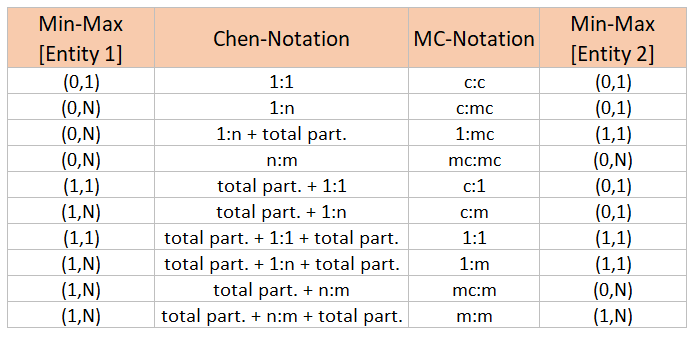 Min-Max [Entity 1] Chen-Notation MC-Notation Min-Max [Entity 2]
(0,1) 1:1 c:c (0,1)
(0,N) 1:n c:mc (0,1)
(0,N) 1:n + total part. 1:mc (1,1)
(0,N) n:m mc:mc (0,N)
(1,1) total part. + 1:1 c:1 (0,1)
(1,N) total part. + 1:n c:m (0,1)
(1,1) total part. + 1:1 + total part. 1:1 (1,1)
(1,N) total part. + 1:n + total part. 1:m (1,1)
(1,N) total part. + n:m mc:m (0,N)
(1,N) total part. + n:m + total part. m:m (1,N)